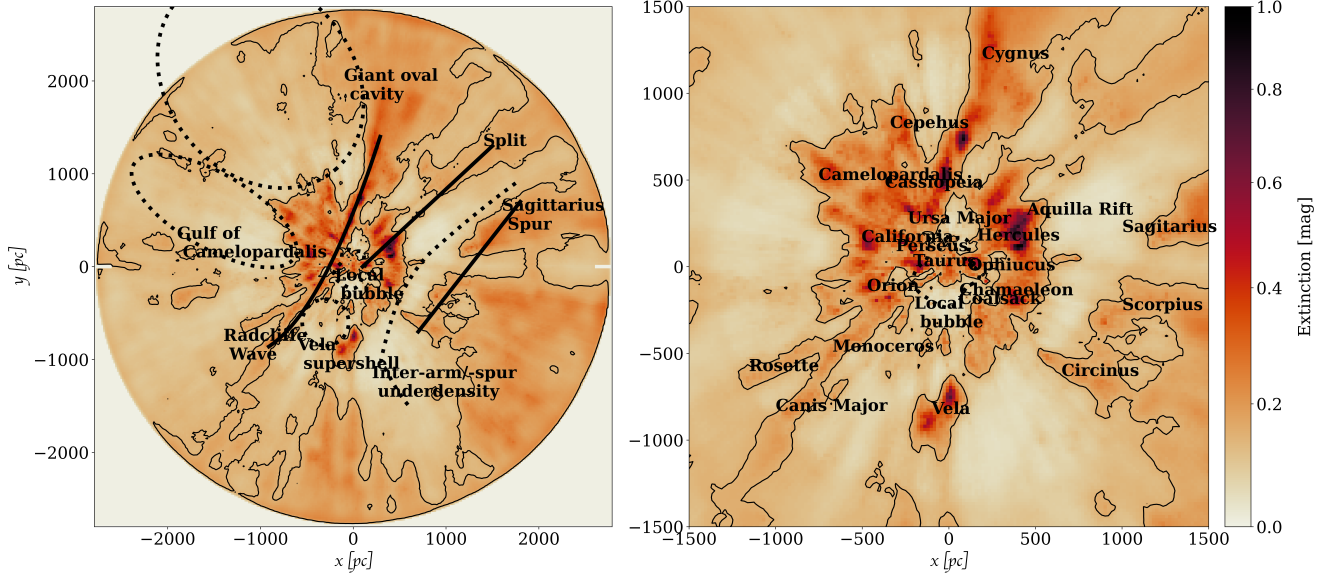 Giant oval
cavity
Split
Sagittarius
Spur
Gulf of
Camelopardalis
Local
bubble
Radcliffe
Wave
Vela
supershell
Inter-arm/-spur
underdensity
2000
1000
0
−1000
−2000
−2000
−1000
0
1000
2000
x [pc]
y [pc]
Cygnus
Cepehus
Camelopardalis
Cassiopeia
Ursa Major
Aquilla Rift
Sagitarius
California
Hercules
Perseus
Taurus
Ophiucus
Orion
Chamaeleon
Coalsack
Scorpius
Local
bubble
Monoceros
Rosette
Circinus
Canis Major
Vela
1500
1000
500
0
−500
−1000
−1500
−1500
−1000
−500
0
500
1000
1500
x [pc]
1.0
0.8
0.6
0.4
0.2
0.0
Extinction [mag]